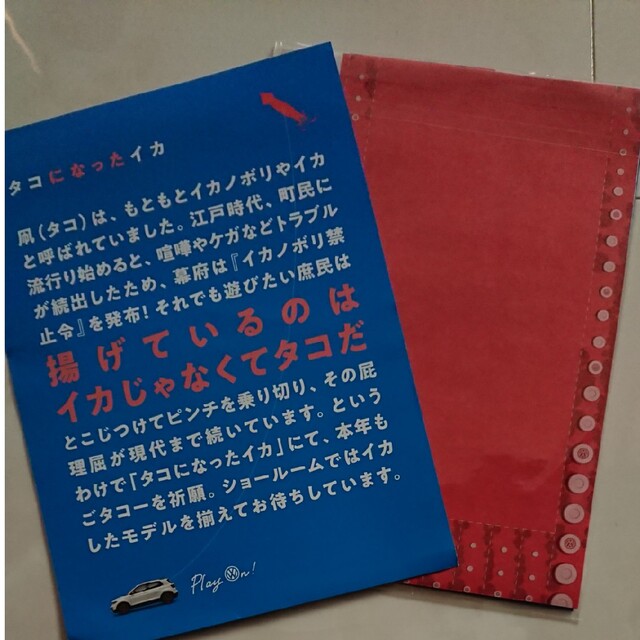 タコになったイカ
凧（タコ）は、もともとイカノボリやイカ
と呼ばれていました。江戸時代、町民に
流行り始めると、喧嘩やケガなどトラブル
が続出したため、幕府は『イカノボリ禁
止令』を発布！それでも遊びたい庶民は
揚げているのは
イカじゃなくてタコだ
とこじつけてピンチを乗り切り、その屁
理屈が現代まで続いています。という
わけで「タコになったイカ」にて、本年も
ごタコーを祈願。ショールームではイカ
したモデルを揃えてお待ちしています。
Play On!